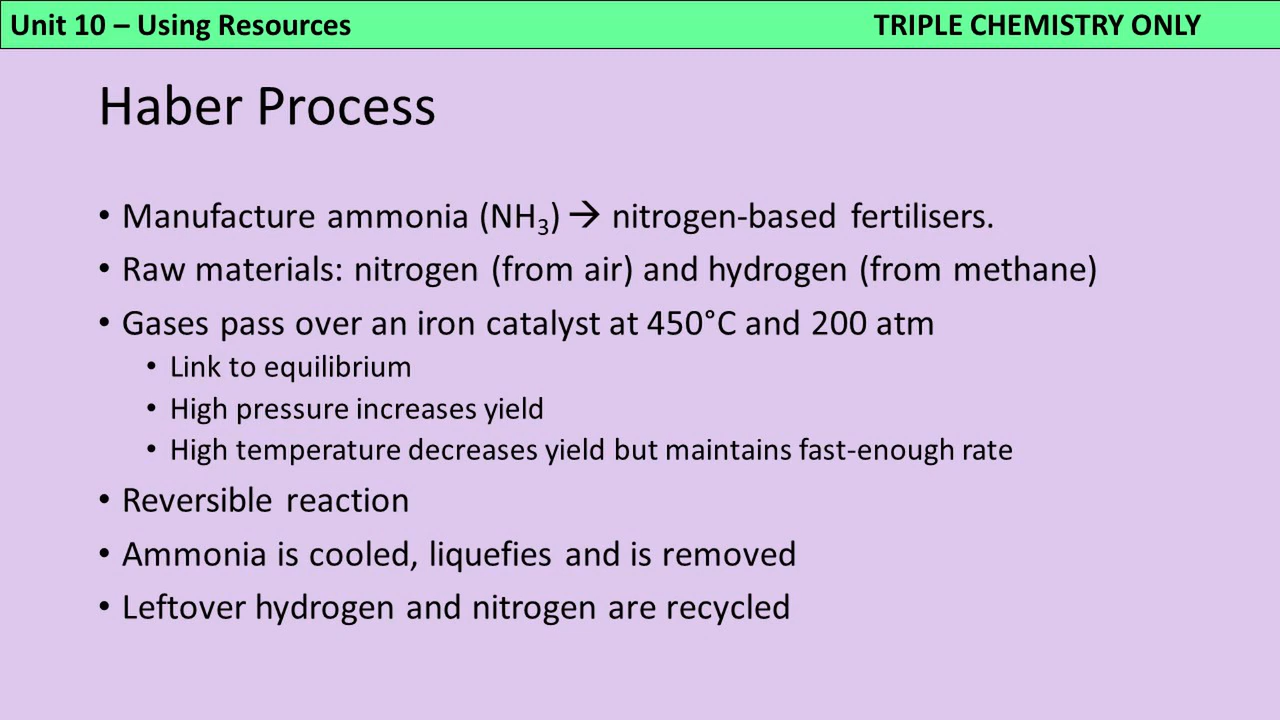 Unit 10 – Using Resources TRIPLE CHEMISTRY ONLY
Haber Process
• Manufacture ammonia (NH₃) → nitrogen-based fertilisers.
• Raw materials: nitrogen (from air) and hydrogen (from methane)
• Gases pass over an iron catalyst at 450°C and 200 atm
• Link to equilibrium
• High pressure increases yield
• High temperature decreases yield but maintains fast-enough rate
• Reversible reaction
• Ammonia is cooled, liquefies and is removed
• Leftover hydrogen and nitrogen are recycled